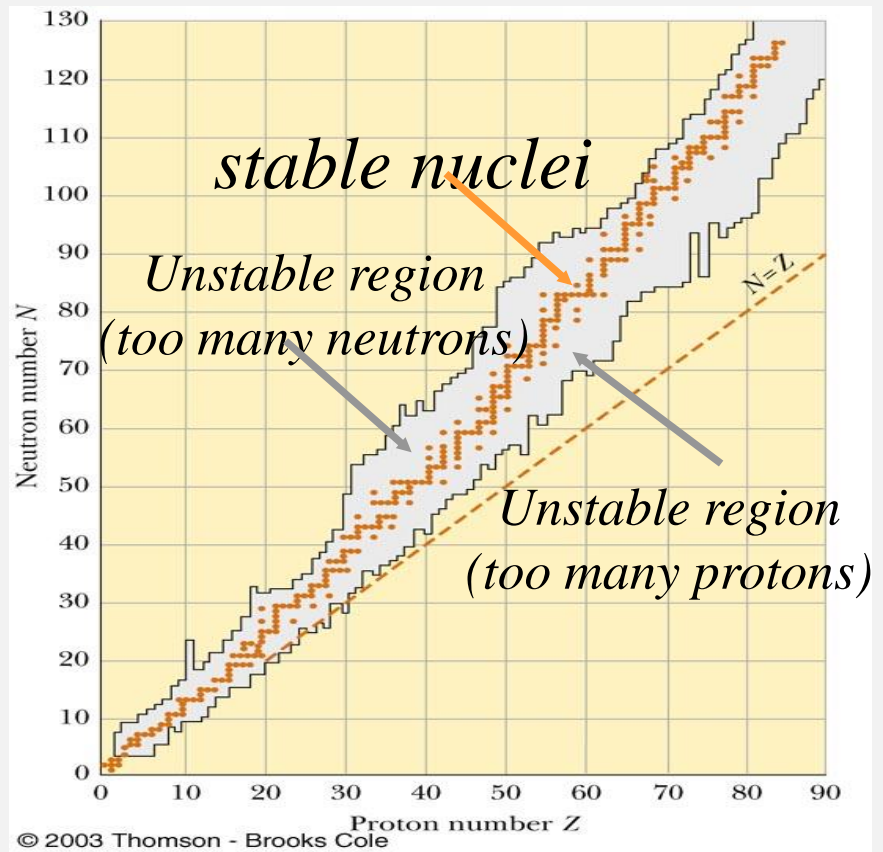 130
120
110
100
90
80
70
60
50
40
30
20
10
0
Neutron number N
stable nuclei
Unstable region
(too many neutrons)
N=Z
Unstable region
(too many protons)
0 10 20 30 40 50 60 70 80 90
Proton number Z
© 2003 Thomson - Brooks Cole